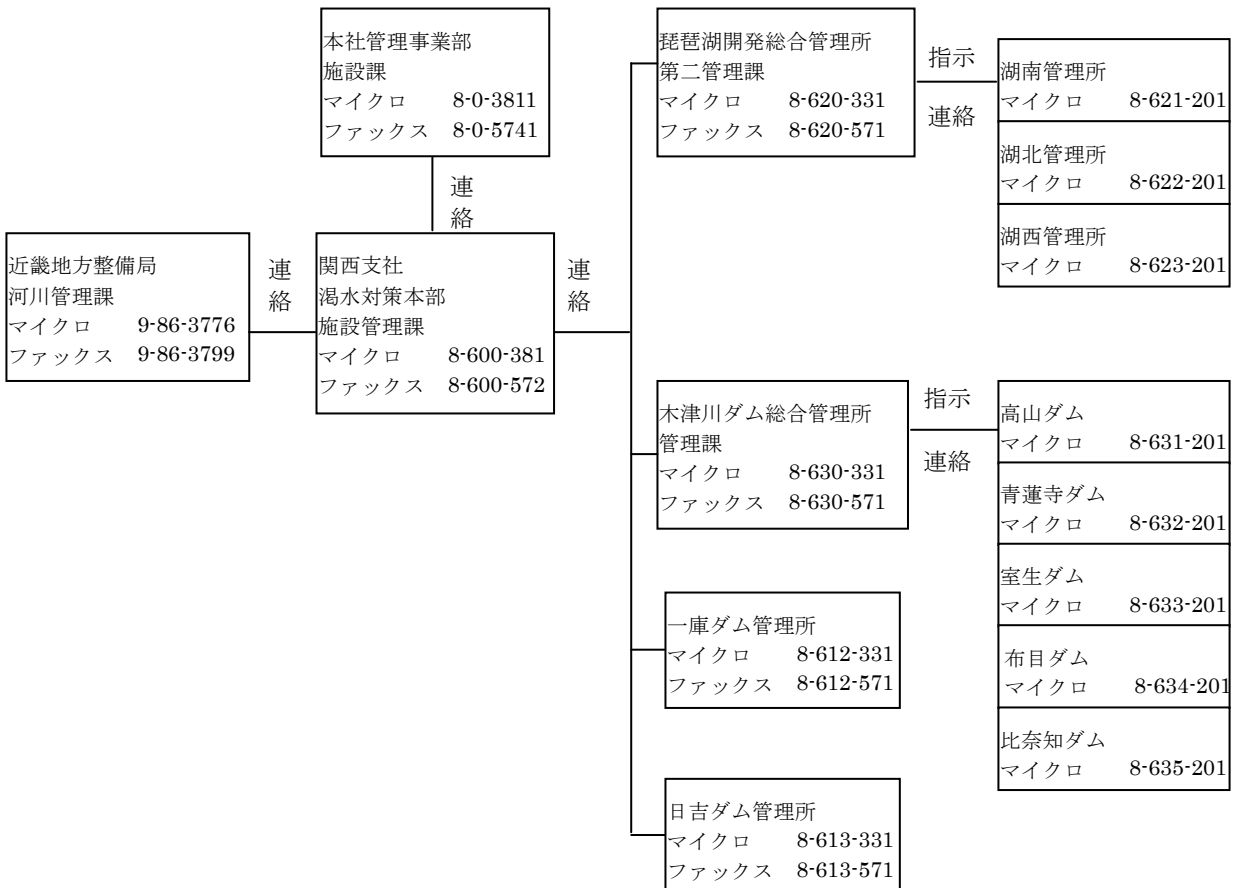 本社管理事業部
施設課
マイクロ 8-0-3811
ファックス 8-0-5741
連
絡
近畿地方整備局
河川管理課
マイクロ 9-86-3776
ファックス 9-86-3799
連
絡
関西支社
渇水対策本部
施設管理課
マイクロ 8-600-381
ファックス 8-600-572
連
絡
琵琶湖開発総合管理所
第二管理課
マイクロ 8-620-331
ファックス 8-620-571
指示
連絡
湖南管理所
マイクロ 8-621-201
湖北管理所
マイクロ 8-622-201
湖西管理所
マイクロ 8-623-201
木津川ダム総合管理所
管理課
マイクロ 8-630-331
ファックス 8-630-571
指示
連絡
高山ダム
マイクロ 8-631-201
青蓮寺ダム
マイクロ 8-632-201
室生ダム
マイクロ 8-633-201
布目ダム
マイクロ 8-634-201
比奈知ダム
マイクロ 8-635-201
一庫ダム管理所
マイクロ 8-612-331
ファックス 8-612-571
日吉ダム管理所
マイクロ 8-613-331
ファックス 8-613-571